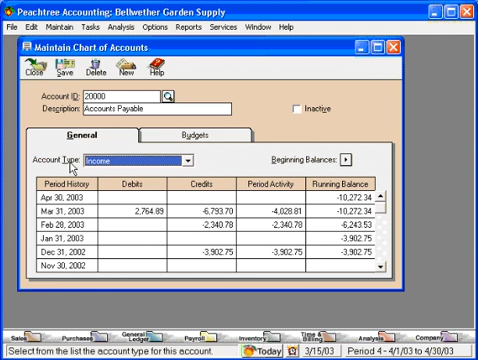 Peachtree Accounting: Bellwether Garden Supply
File Edit Maintain Tasks Analysis Options Reports Services Window Help
Maintain Chart of Accounts
Close Save Delete New Help
Account ID: 20000
Description: Accounts Payable Inactive
General Budgets
Account Type: Income Beginning Balances:
Period History Debits Credits Period Activity Running Balance
Apr 30, 2003 -10,272.34
Mar 31, 2003 2,764.89 -6,793.70 -4,028.81 -10,272.34
Feb 28, 2003 -2,340.78 -2,340.78 -6,243.53
Jan 31, 2003 -3,902.75
Dec 31, 2002 -3,902.75 -3,902.75 -3,902.75
Nov 30, 2002
Sales Purchases General Ledger Payroll Inventory Time & Billing Analysis Company
Select from the list the account type for this account. Today 3/15/03 Period 4 - 4/1/03 to 4/30/03